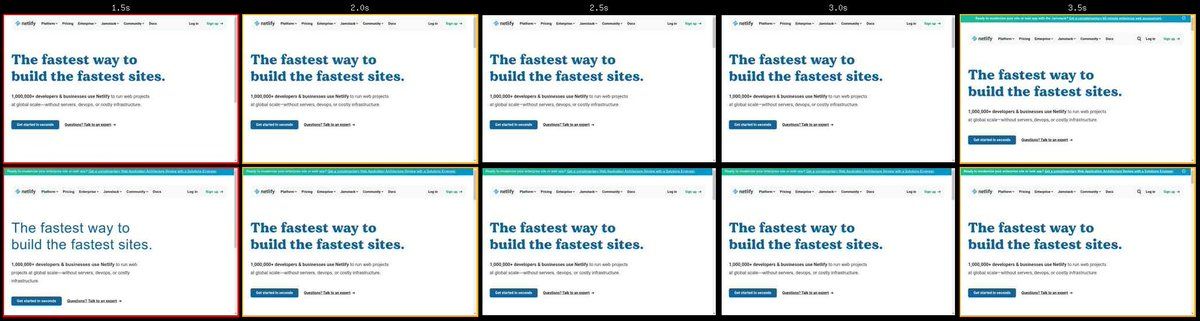 1.5s
2.0s
2.5s
3.0s
3.5s
netlify Platform Pricing Enterprise Jamstack Community Docs Log in Sign up →
The fastest way to
build the fastest sites.
1,000,000+ developers & businesses use Netlify to run web projects
at global scale—without servers, devops, or costly infrastructure.
Get started in seconds Questions? Talk to an expert →
netlify Platform Pricing Enterprise Jamstack Community Docs Log in Sign up →
The fastest way to
build the fastest sites.
1,000,000+ developers & businesses use Netlify to run web projects
at global scale—without servers, devops, or costly infrastructure.
Get started in seconds Questions? Talk to an expert →
netlify Platform Pricing Enterprise Jamstack Community Docs Log in Sign up →
The fastest way to
build the fastest sites.
1,000,000+ developers & businesses use Netlify to run web projects
at global scale—without servers, devops, or costly infrastructure.
Get started in seconds Questions? Talk to an expert →
netlify Platform Pricing Enterprise Jamstack Community Docs Log in Sign up →
The fastest way to
build the fastest sites.
1,000,000+ developers & businesses use Netlify to run web projects
at global scale—without servers, devops, or costly infrastructure.
Get started in seconds Questions? Talk to an expert →
Ready to modernize your site or web app with the Jamstack? Get a complimentary 60 minute enterprise web assessment.
netlify Platform Pricing Enterprise Jamstack Community Docs Log in Sign up →
The fastest way to
build the fastest sites.
1,000,000+ developers & businesses use Netlify to run web projects
at global scale—without servers, devops, or costly infrastructure.
Get started in seconds Questions? Talk to an expert →
Ready to modernize your enterprise site or web app? Get a complimentary Web Application Architecture Review with a Solutions Engineer.
netlify Platform Pricing Enterprise Jamstack Community Docs Log in Sign up →
The fastest way to
build the fastest sites.
1,000,000+ developers & businesses use Netlify to run web
projects at global scale—without servers, devops, or costly
infrastructure.
Get started in seconds Questions? Talk to an expert →
Ready to modernize your enterprise site or web app? Get a complimentary Web Application Architecture Review with a Solutions Engineer.
netlify Platform Pricing Enterprise Jamstack Community Docs Log in Sign up →
The fastest way to
build the fastest sites.
1,000,000+ developers & businesses use Netlify to run web projects
at global scale—without servers, devops, or costly infrastructure.
Get started in seconds Questions? Talk to an expert →
Ready to modernize your enterprise site or web app? Get a complimentary Web Application Architecture Review with a Solutions Engineer.
netlify Platform Pricing Enterprise Jamstack Community Docs Log in Sign up →
The fastest way to
build the fastest sites.
1,000,000+ developers & businesses use Netlify to run web projects
at global scale—without servers, devops, or costly infrastructure.
Get started in seconds Questions? Talk to an expert →
Ready to modernize your enterprise site or web app? Get a complimentary Web Application Architecture Review with a Solutions Engineer.
netlify Platform Pricing Enterprise Jamstack Community Docs Log in Sign up →
The fastest way to
build the fastest sites.
1,000,000+ developers & businesses use Netlify to run web projects
at global scale—without servers, devops, or costly infrastructure.
Get started in seconds Questions? Talk to an expert →
Ready to modernize your enterprise site or web app? Get a complimentary Web Application Architecture Review with a Solutions Engineer.
netlify Platform Pricing Enterprise Jamstack Community Docs Log in Sign up →
The fastest way to
build the fastest sites.
1,000,000+ developers & businesses use Netlify to run web projects
at global scale—without servers, devops, or costly infrastructure.
Get started in seconds Questions? Talk to an expert →